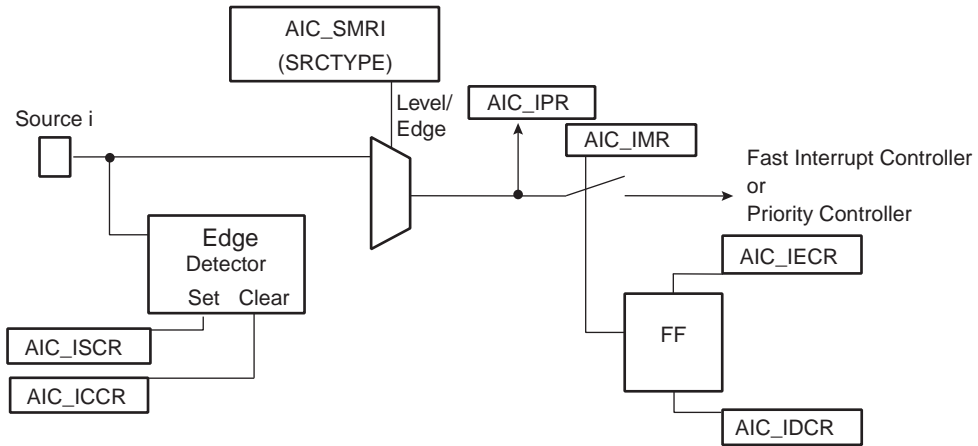 AIC_SMRI
(SRCTYPE)
Level/
Edge
AIC_IPR
AIC_IMR
Source i
Fast Interrupt Controller
or
Priority Controller
Edge
Detector
Set Clear
AIC_IECR
FF
AIC_ISCR
AIC_ICCR
AIC_IDCR